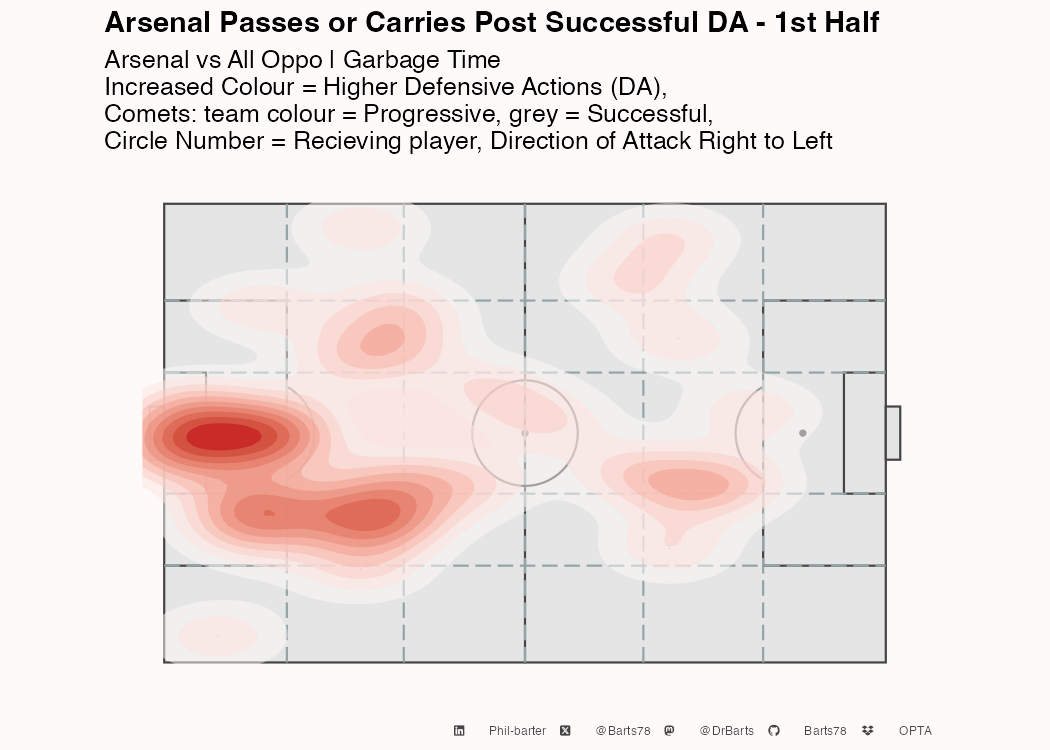 Arsenal Passes or Carries Post Successful DA - 1st Half
Arsenal vs All Oppo | Garbage Time
Increased Colour = Higher Defensive Actions (DA),
Comets: team colour = Progressive, grey = Successful,
Circle Number = Recieving player, Direction of Attack Right to Left
Phil-barter @Barts78 @DrBarts Barts78 OPTA